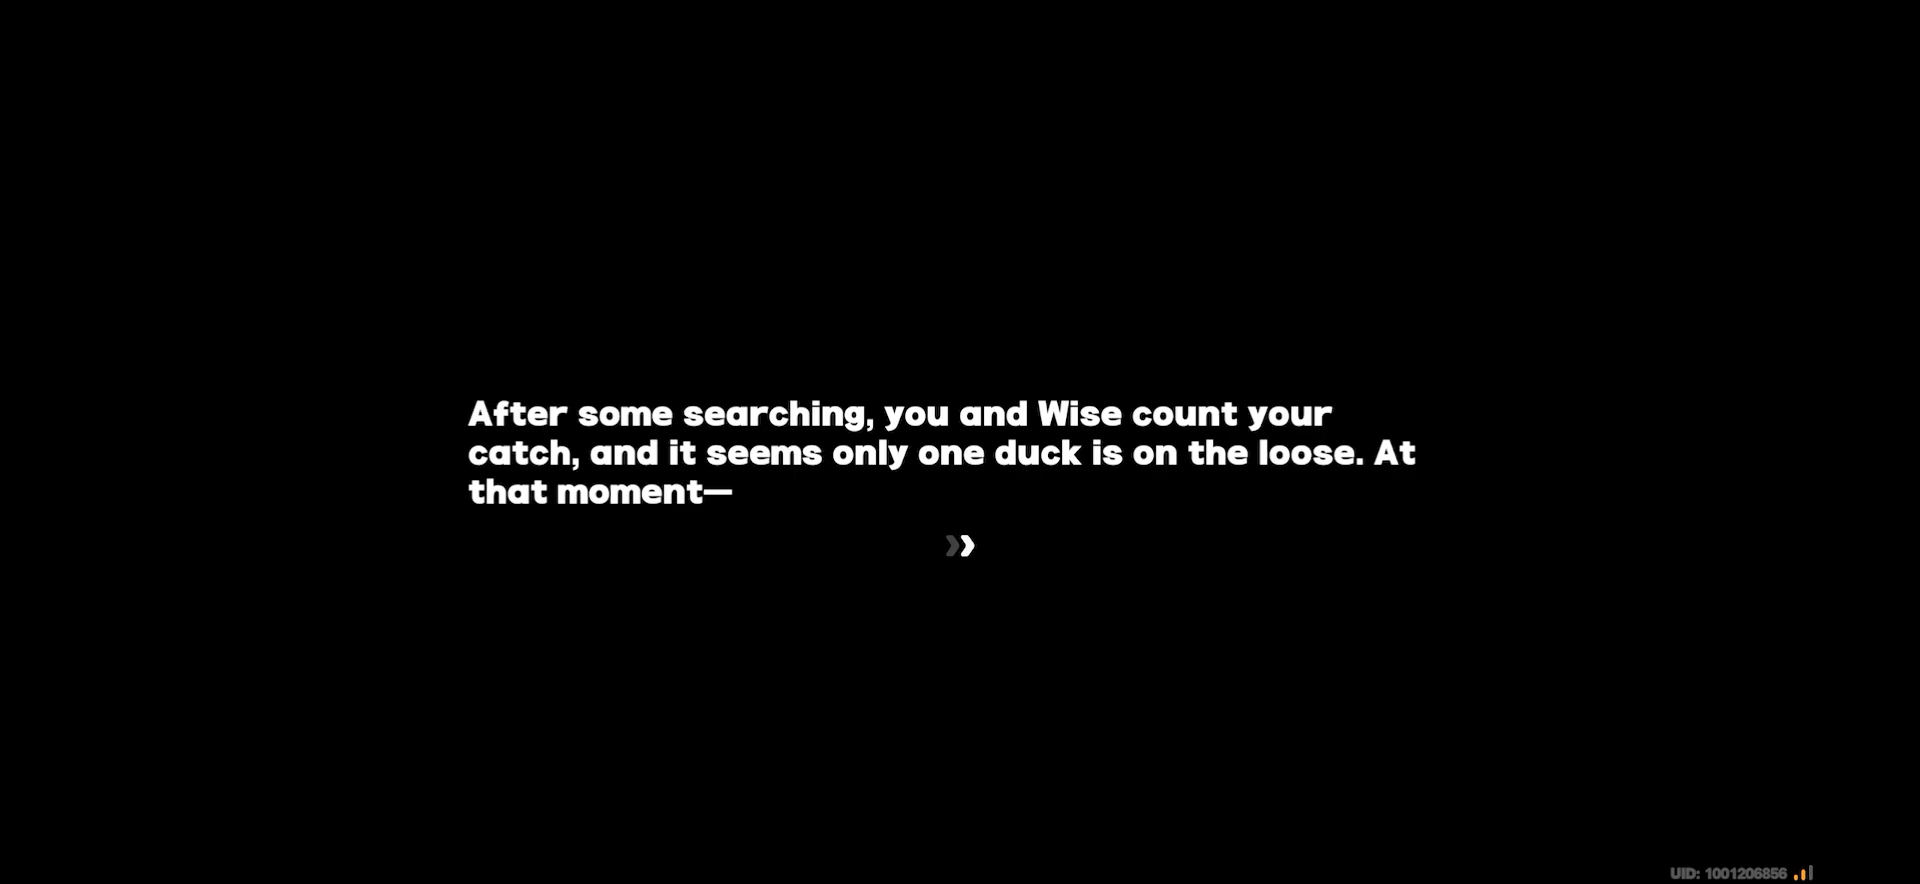 After some searching, you and Wise count your
catch, and it seems only one duck is on the loose. At
that moment—
UID: 1001206856